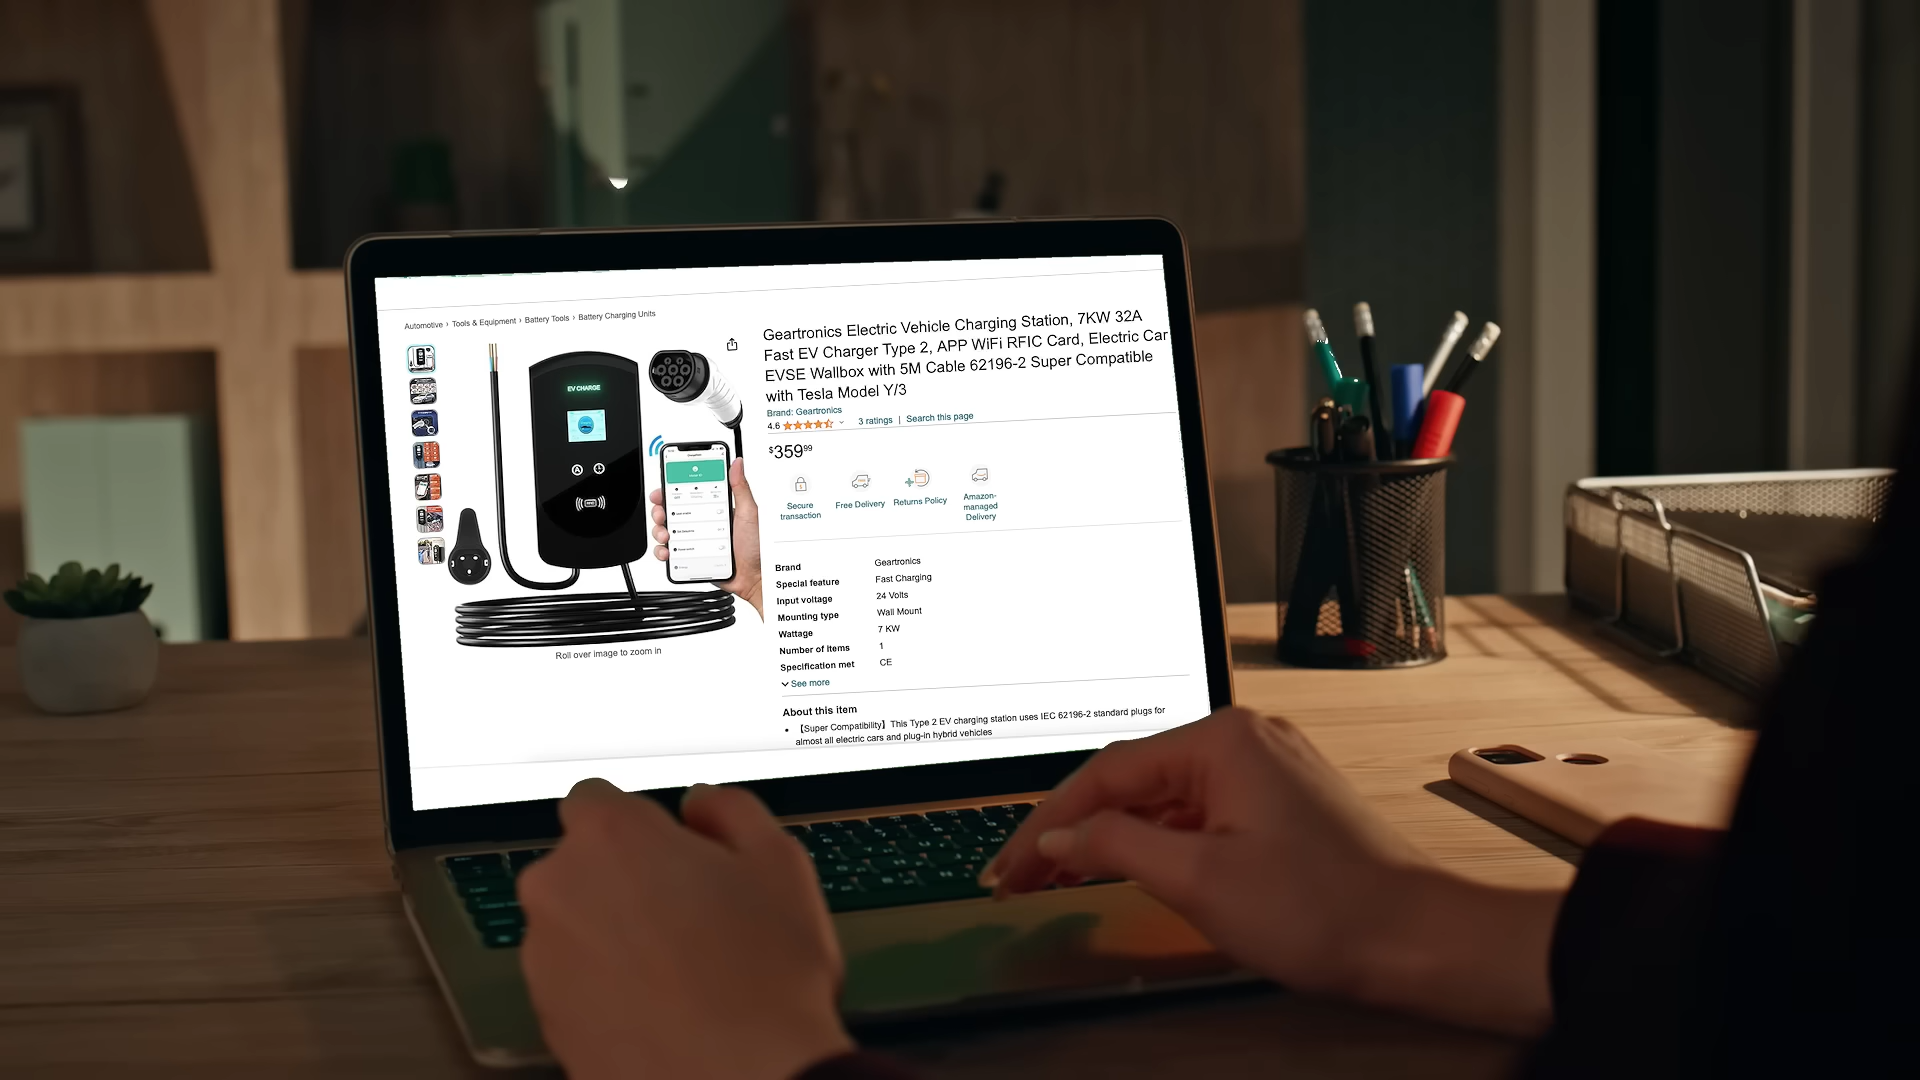 Automotive › Tools & Equipment › Battery Tools › Battery Charging Units
EV CHARGE
Roll over image to zoom in
Geartronics Electric Vehicle Charging Station, 7KW 32A
Fast EV Charger Type 2, APP WiFi RFIC Card, Electric Car
EVSE Wallbox with 5M Cable 62196-2 Super Compatible
with Tesla Model Y/3
Brand: Geartronics
4.6 3 ratings | Search this page
$359.99
Secure transaction
Free Delivery
Returns Policy
Amazon-managed Delivery
Brand Geartronics
Special feature Fast Charging
Input voltage 24 Volts
Mounting type Wall Mount
Wattage 7 KW
Number of Items 1
Specification met CE
See more
About this item
• 【Super Compatibility】This Type 2 EV charging station uses IEC 62196-2 standard plugs for
almost all electric cars and plug-in hybrid vehicles